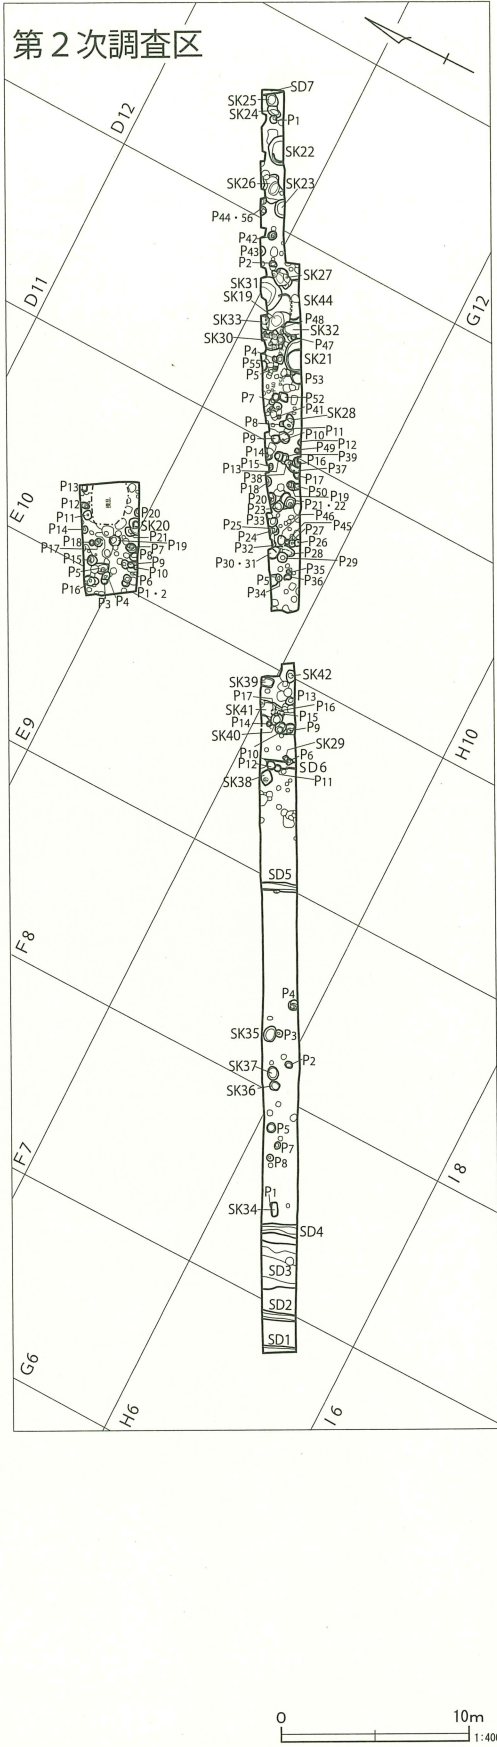 第2次調査区
D12
SD7
SK25
SK24
P1
SK22
SK26
SK23
P44・56
P42
P43
P2
SK27
D11
SK31
SK19
SK44
G12
SK33
P48
SK32
SK30
P47
P4
SK21
P55
P5
P53
P7
P52
P41
SK28
P8
P11
P9
P10
P12
P14
P49
P39
P15
P16
P13
P37
P38
P17
P18
P50
P19
P20
P21・22
P23
P46
P33
P45
P25
P27
P24
P26
P32
P28
P30・31
P29
P35
P5
P36
P34
E10
P13
P12
P20
P11
SK20
P14
P21
P18
P19
P17
P7
P8
P15
P9
P5
P10
P16
P6
P4
P1・2
P3
SK42
SK39
P17
P13
SK41
P16
P15
P14
P9
SK40
SK29
P10
P6
P12
SD6
SK38
P11
E9
H10
SD5
F8
P4
SK35
P3
P2
SK37
SK36
P5
P7
P8
F7
I8
P1
SK34
SD4
SD3
SD2
SD1
G6
H6
I6
0
10m
1:400